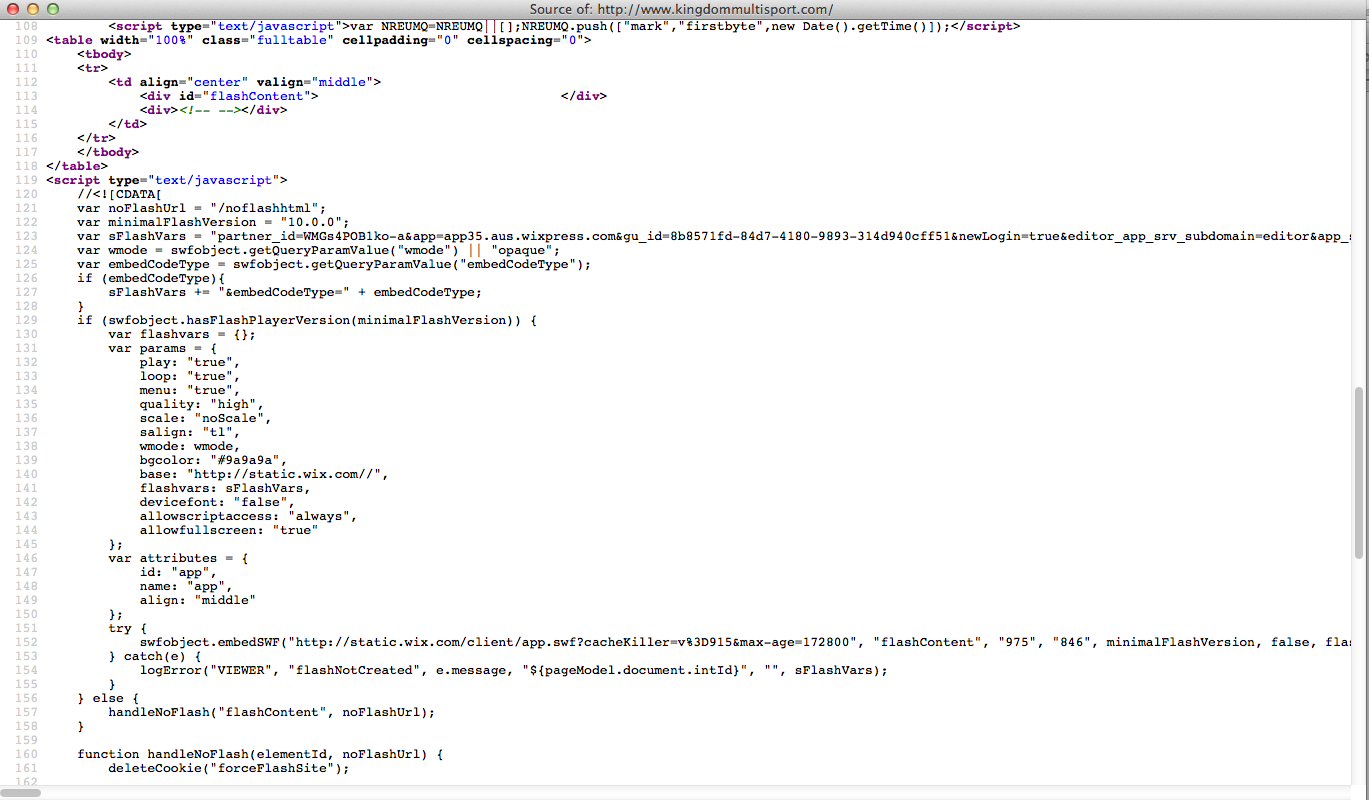 Source of: http://www.kingdommultisport.com/
108 <script type="text/javascript">var NREUMQ=NREUMQ||[];NREUMQ.push(["mark","firstbyte",new Date().getTime()]);</script>
109 <table width="100%" class="fulltable" cellpadding="0" cellspacing="0">
110 <tbody>
111 <tr>
112 <td align="center" valign="middle">
113 <div id="flashContent"> </div>
114 <div><!-- --></div>
115 </td>
116 </tr>
117 </tbody>
118 </table>
119 <script type="text/javascript">
120 //<![CDATA[
121 var noFlashUrl = "/noflashhtml";
122 var minimalFlashVersion = "10.0.0";
123 var sFlashVars = "partner_id=WMGs4POB1ko-a&app=app35.aus.wixpress.com&gu_id=8b8571fd-84d7-4180-9893-314d940cff51&newLogin=true&editor_app_srv_subdomain=editor&app_s
124 var wmode = swfobject.getQueryParamValue("wmode") || "opaque";
125 var embedCodeType = swfobject.getQueryParamValue("embedCodeType");
126 if (embedCodeType){
127 sFlashVars += "&embedCodeType=" + embedCodeType;
128 }
129 if (swfobject.hasFlashPlayerVersion(minimalFlashVersion)) {
130 var flashvars = {};
131 var params = {
132 play: "true",
133 loop: "true",
134 menu: "true",
135 quality: "high",
136 scale: "noScale",
137 salign: "tl",
138 wmode: wmode,
139 bgcolor: "#9a9a9a",
140 base: "http://static.wix.com//",
141 flashvars: sFlashVars,
142 devicefont: "false",
143 allowscriptaccess: "always",
144 allowfullscreen: "true"
145 };
146 var attributes = {
147 id: "app",
148 name: "app",
149 align: "middle"
150 };
151 try {
152 swfobject.embedSWF("http://static.wix.com/client/app.swf?cacheKiller=v%3D915&max-age=172800", "flashContent", "975", "846", minimalFlashVersion, false, flas
153 } catch(e) {
154 logError("VIEWER", "flashNotCreated", e.message, "${pageModel.document.intId}", "", sFlashVars);
155 }
156 } else {
157 handleNoFlash("flashContent", noFlashUrl);
158 }
159
160 function handleNoFlash(elementId, noFlashUrl) {
161 deleteCookie("forceFlashSite");
162